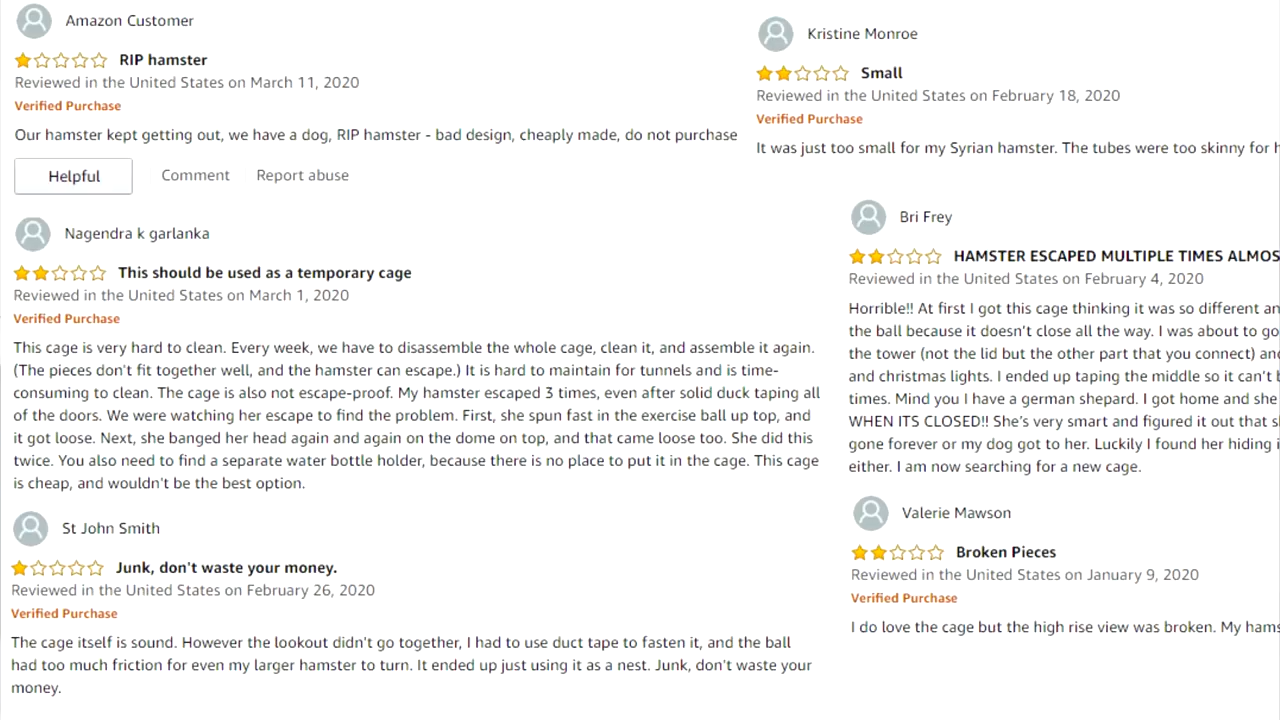 Amazon Customer
RIP hamster
Reviewed in the United States on March 11, 2020
Verified Purchase
Our hamster kept getting out, we have a dog, RIP hamster - bad design, cheaply made, do not purchase
Helpful
Comment
Report abuse
Nagendra k garlanka
This should be used as a temporary cage
Reviewed in the United States on March 1, 2020
Verified Purchase
This cage is very hard to clean. Every week, we have to disassemble the whole cage, clean it, and assemble it again.
(The pieces don't fit together well, and the hamster can escape.) It is hard to maintain for tunnels and is time-
consuming to clean. The cage is also not escape-proof. My hamster escaped 3 times, even after solid duck taping all
of the doors. We were watching her escape to find the problem. First, she spun fast in the exercise ball up top, and
it got loose. Next, she banged her head again and again on the dome on top, and that came loose too. She did this
twice. You also need to find a separate water bottle holder, because there is no place to put it in the cage. This cage
is cheap, and wouldn't be the best option.
St John Smith
Junk, don't waste your money.
Reviewed in the United States on February 26, 2020
Verified Purchase
The cage itself is sound. However the lookout didn't go together, I had to use duct tape to fasten it, and the ball
had too much friction for even my larger hamster to turn. It ended up just using it as a nest. Junk, don't waste your
money.
Kristine Monroe
Small
Reviewed in the United States on February 18, 2020
Verified Purchase
It was just too small for my Syrian hamster. The tubes were too skinny for
Bri Frey
HAMSTER ESCAPED MULTIPLE TIMES ALMOS
Reviewed in the United States on February 4, 2020
Horrible!! At first I got this cage thinking it was so different an
the ball because it doesn't close all the way. I was about to go
the tower (not the lid but the other part that you connect) and
and christmas lights. I ended up taping the middle so it can't
times. Mind you I have a german shepard. I got home and she
WHEN ITS CLOSED!! She's very smart and figured it out that
gone forever or my dog got to her. Luckily I found her hiding
either. I am now searching for a new cage.
Valerie Mawson
Broken Pieces
Reviewed in the United States on January 9, 2020
Verified Purchase
I do love the cage but the high rise view was broken. My hams